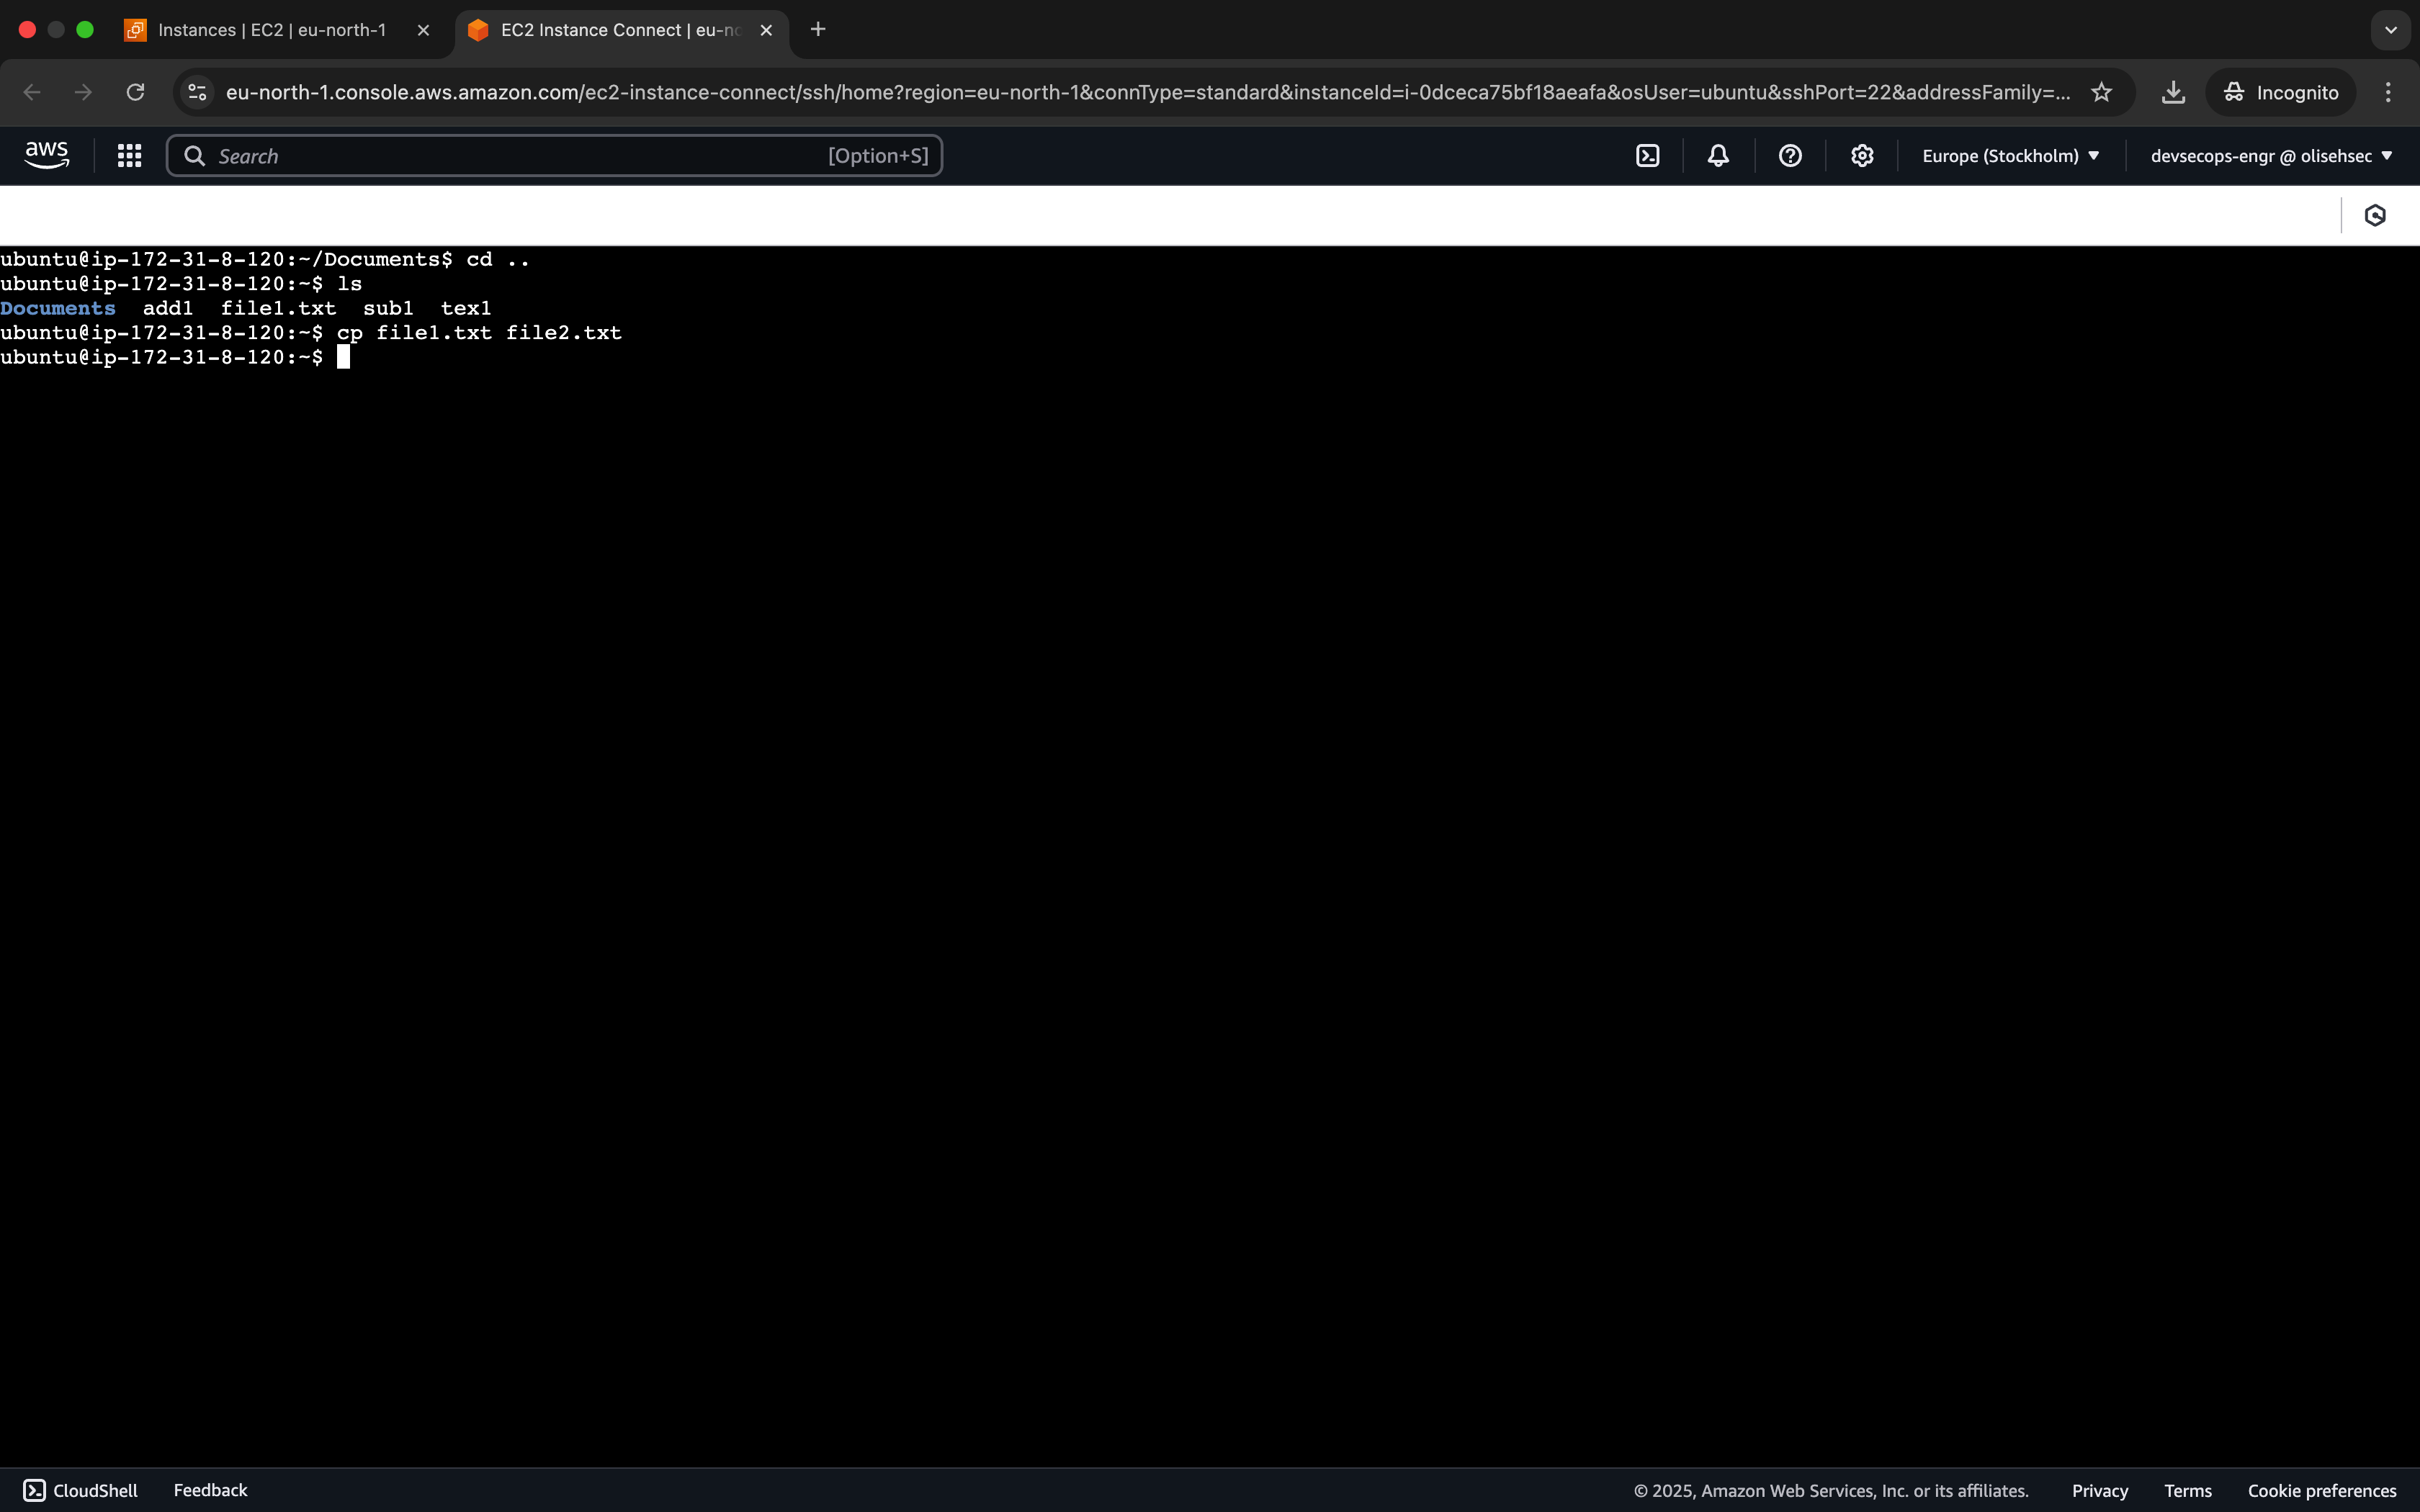 Instances | EC2 | eu-north-1
EC2 Instance Connect | eu-no
eu-north-1.console.aws.amazon.com/ec2-instance-connect/ssh/home?region=eu-north-1&connType=standard&instanceId=i-0dceca75bf18aeafa&osUser=ubuntu&sshPort=22&addressFamily=...
Incognito
aws
Search
[Option+S]
Europe (Stockholm)
devsecops-engr @ olisehsec
ubuntu@ip-172-31-8-120:~/Documents$ cd ..
ubuntu@ip-172-31-8-120:~$ ls
Documents add1 file1.txt sub1 tex1
ubuntu@ip-172-31-8-120:~$ cp file1.txt file2.txt
ubuntu@ip-172-31-8-120:~$
CloudShell
Feedback
© 2025, Amazon Web Services, Inc. or its affiliates.
Privacy
Terms
Cookie preferences